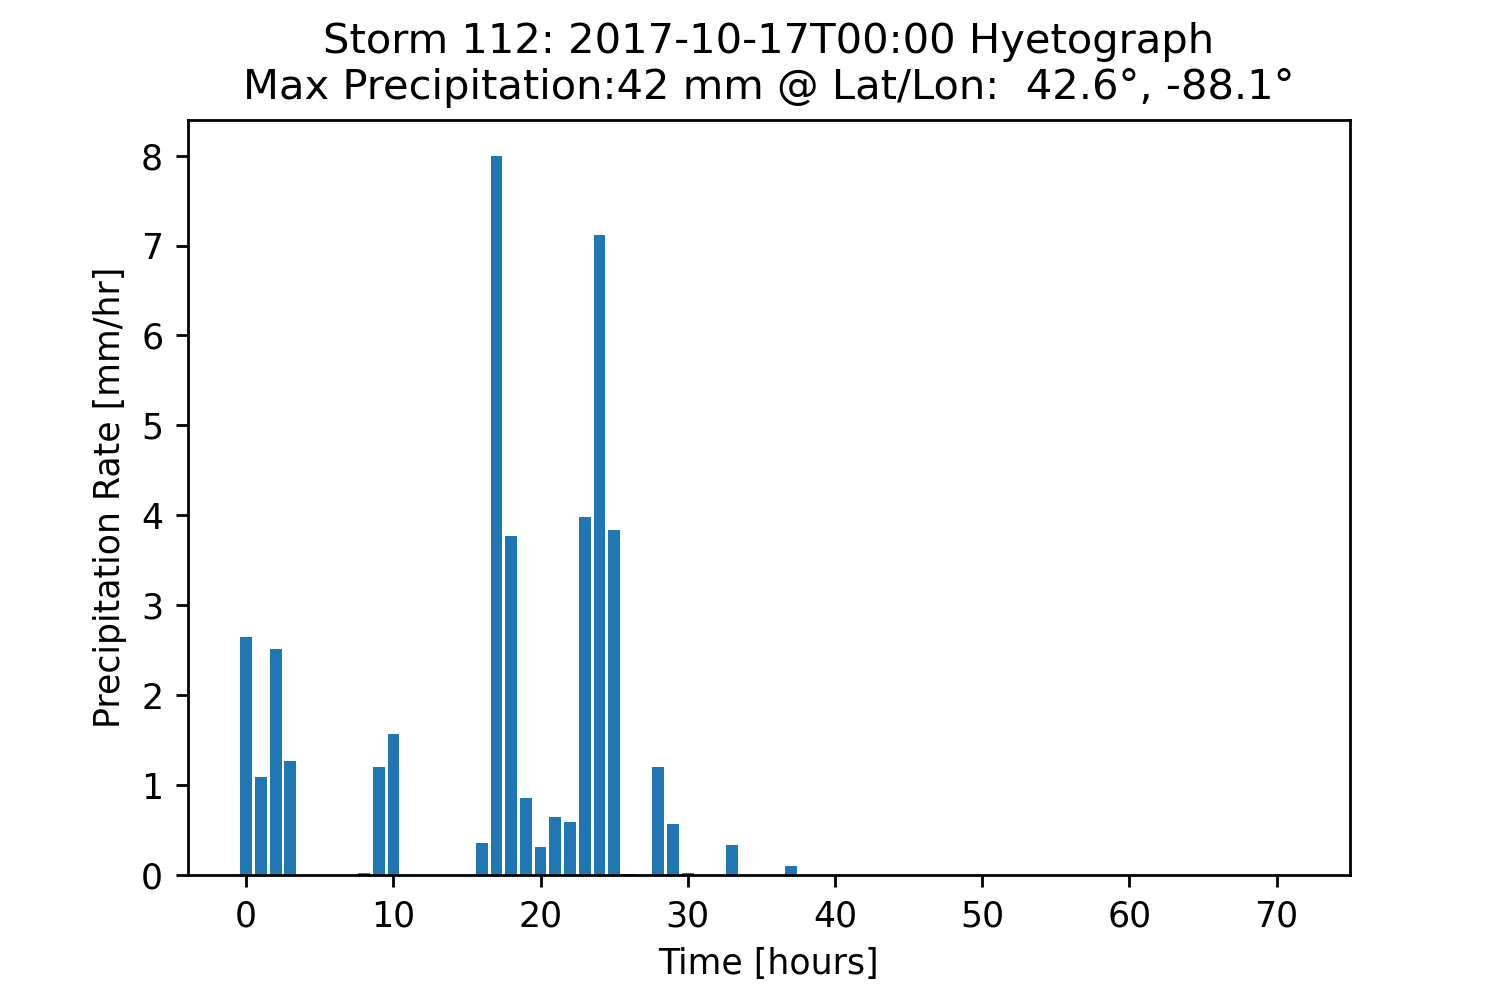 Storm 112: 2017-10-17T00:00 Hyetograph
Max Precipitation:42 mm @ Lat/Lon:  42.6°, -88.1°
Precipitation Rate [mm/hr]
8
7
6
5
4
3
2
1
0
0 10 20 30 40 50 60 70
Time [hours]